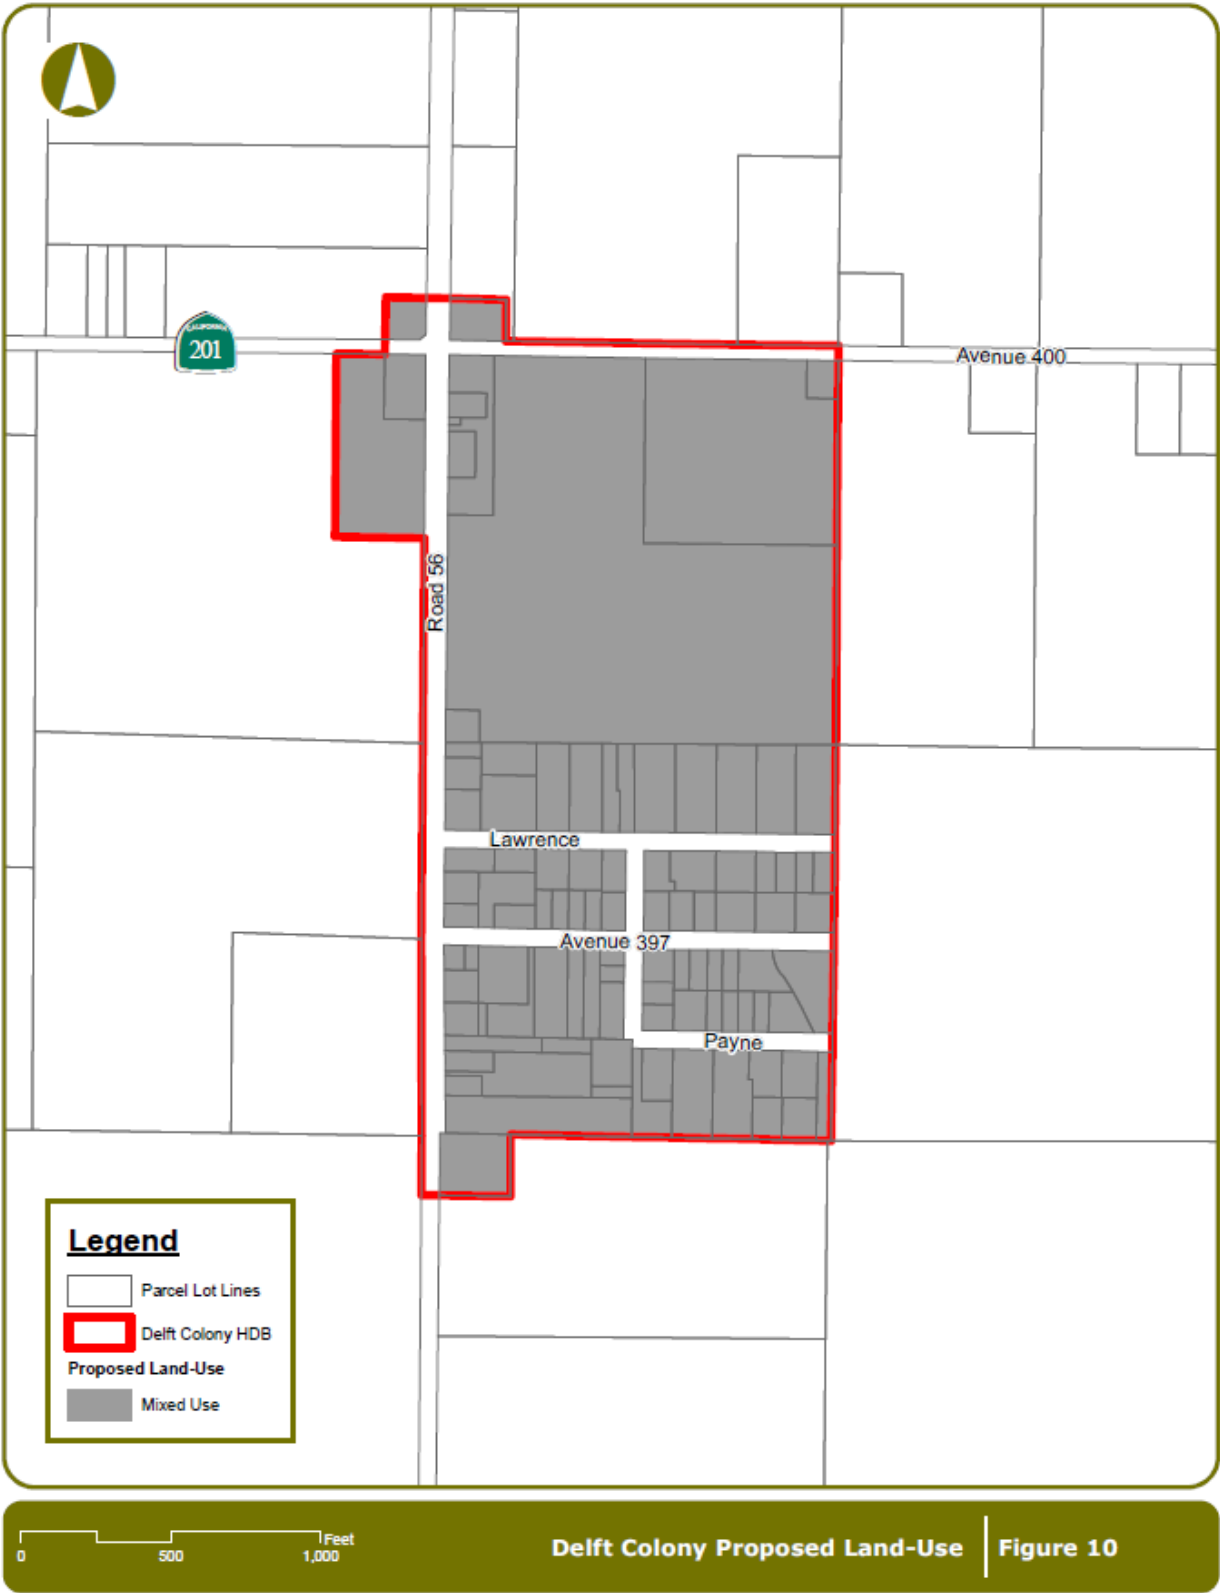 CALIFORNIA
201
Avenue 400
Road 56
Lawrence
Avenue 397
Payne
Legend
Parcel Lot Lines
Delft Colony HDB
Proposed Land-Use
Mixed Use
Feet
0 500 1,000
Delft Colony Proposed Land-Use Figure 10